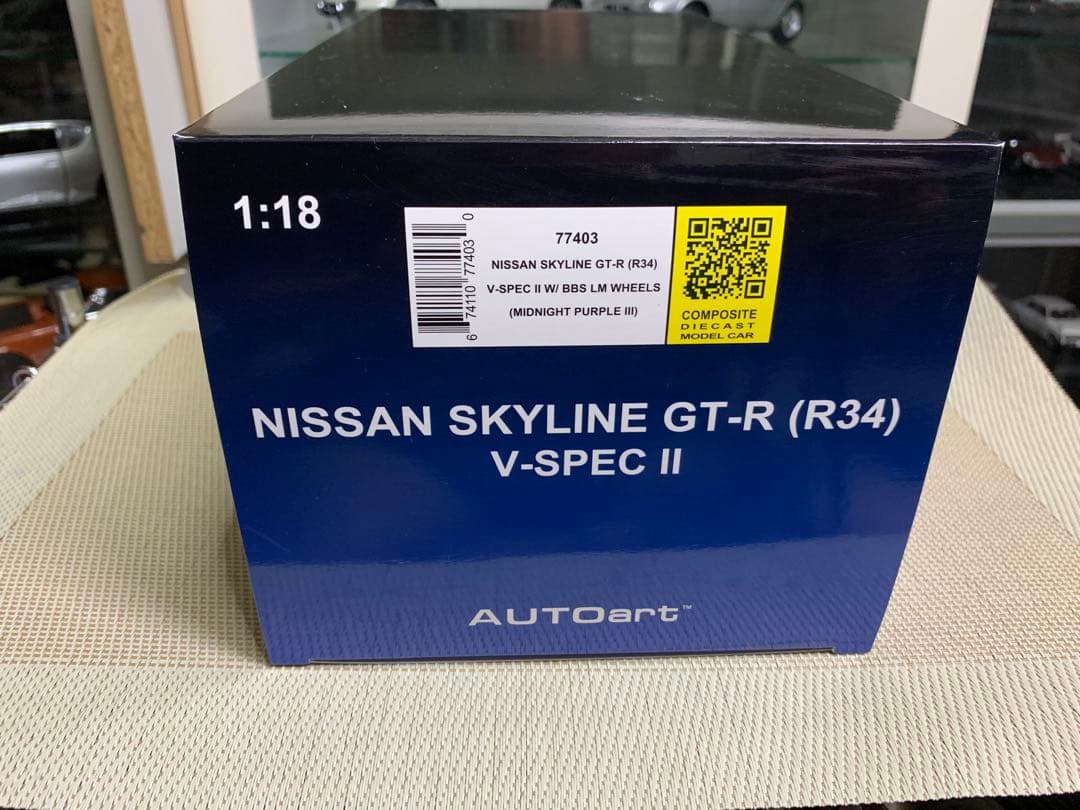 1:18
77403
NISSAN SKYLINE GT-R (R34)
V-SPEC II W/ BBS LM WHEELS
(MIDNIGHT PURPLE III)
6 74110 77403 0
COMPOSITE
DIECAST
MODEL CAR
NISSAN SKYLINE GT-R (R34)
V-SPEC II
AUTOart™